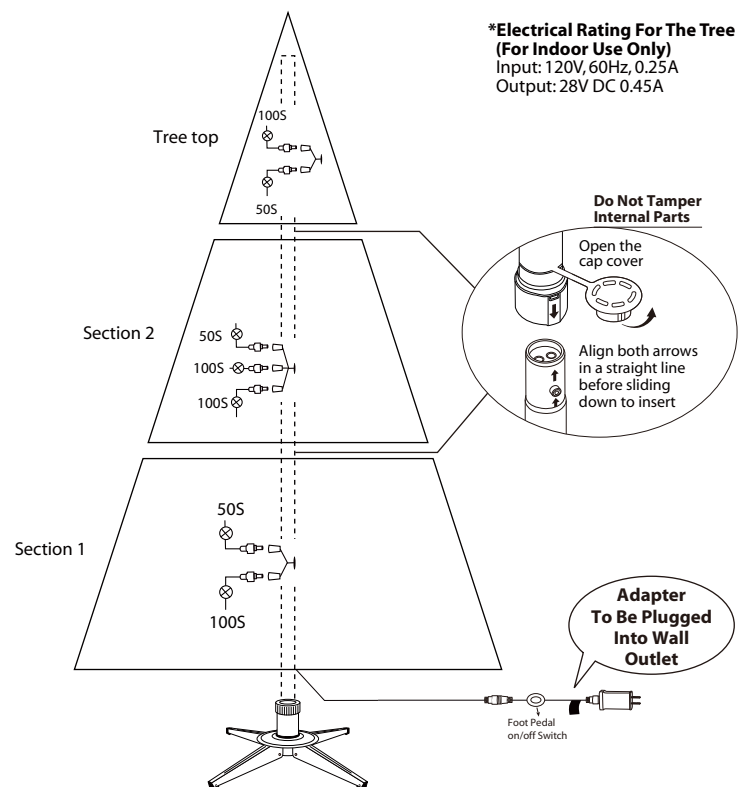 *Electrical Rating For The Tree
(For Indoor Use Only)
Input: 120V, 60Hz, 0.25A
Output: 28V DC 0.45A
Tree top
100S
50S
Do Not Tamper
Internal Parts
Open the
cap cover
Align both arrows
in a straight line
before sliding
down to insert
Section 2
50S
100S
100S
Section 1
50S
100S
Adapter
To Be Plugged
Into Wall
Outlet
Foot Pedal
on/off Switch